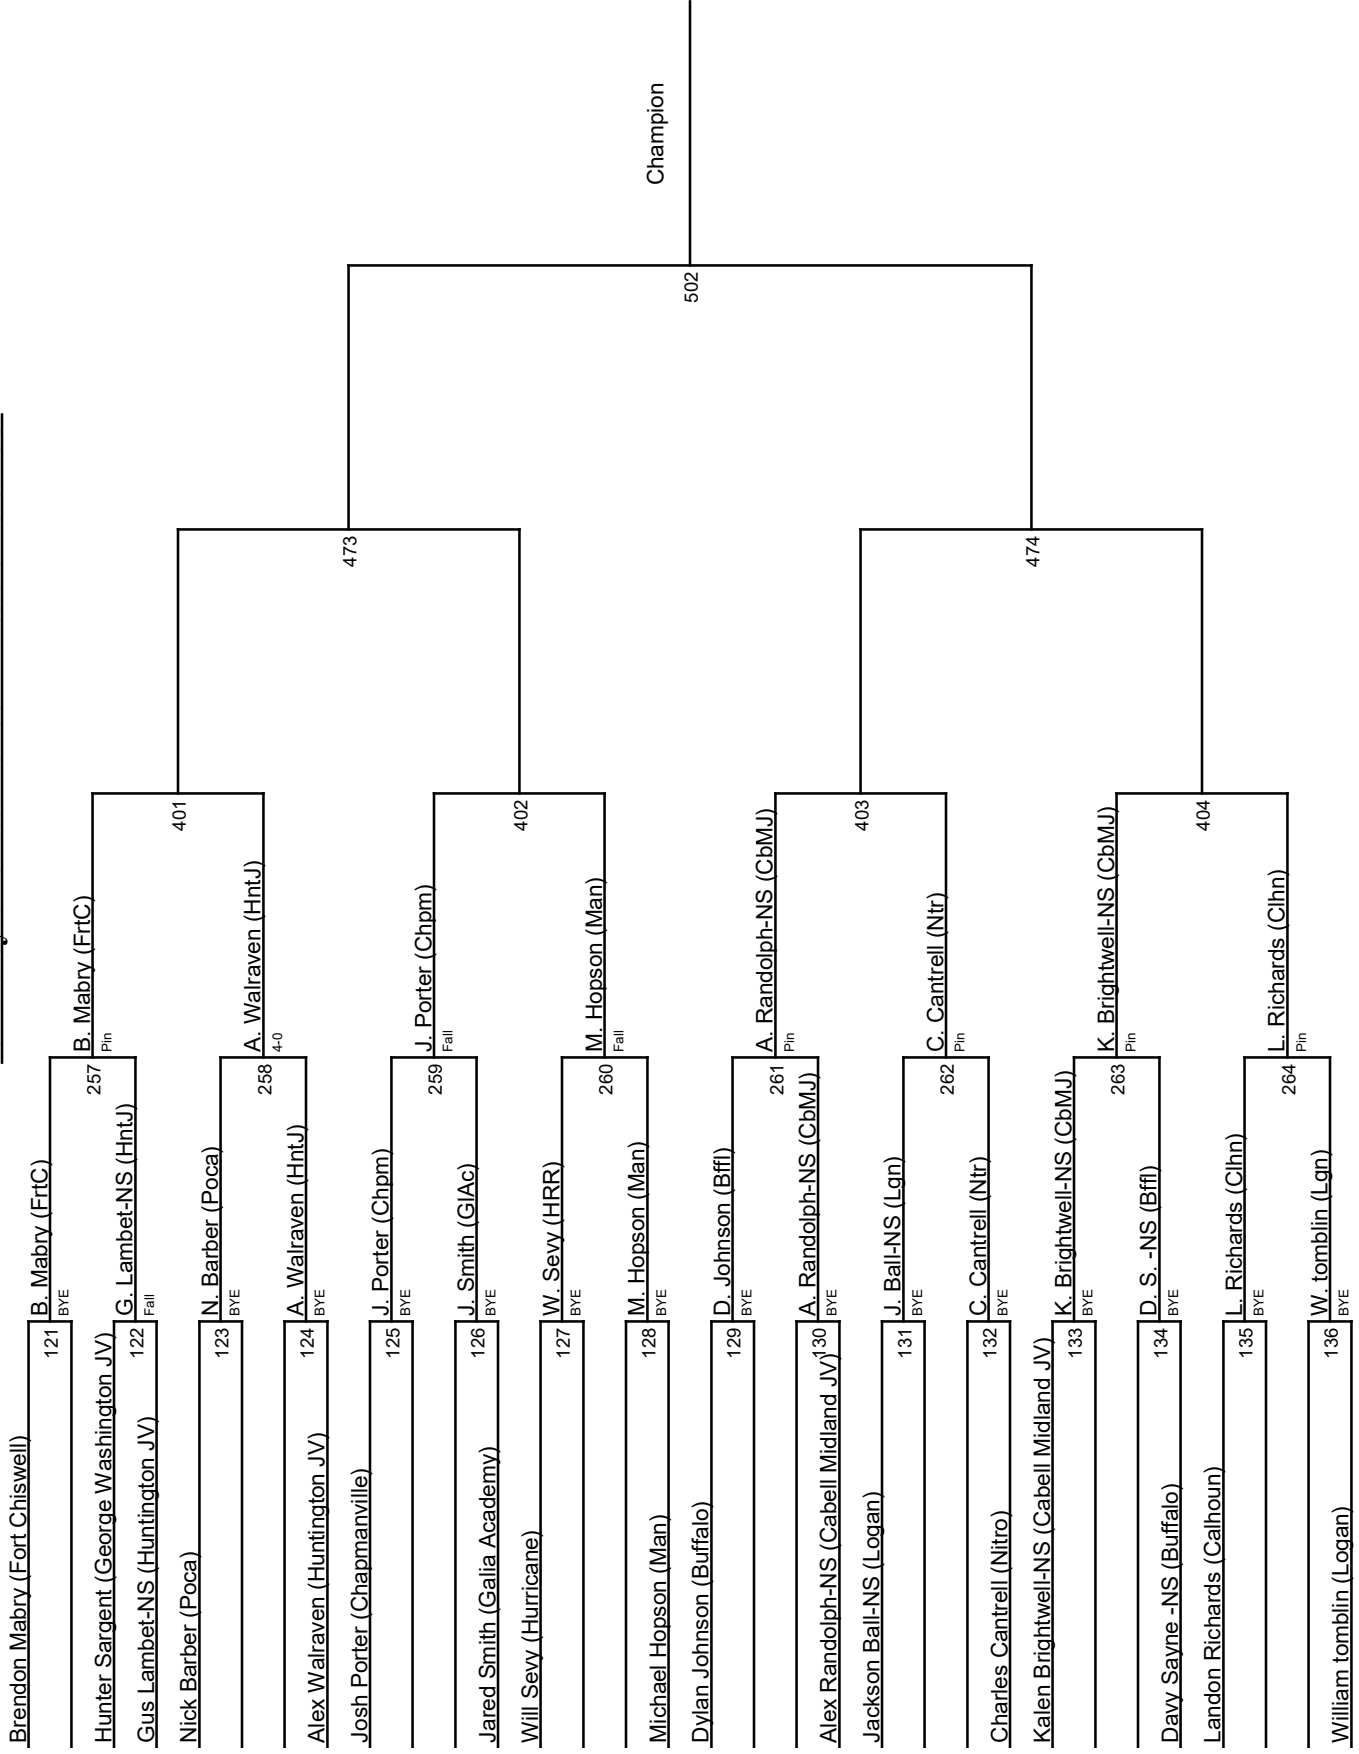 Brendon Mabry (Fort Chiswell)
121
Hunter Sargent (George Washington JV)
122
Gus Lambet-NS (Huntington JV)
Nick Barber (Poca)
123
124
Alex Walraven (Huntington JV)
Josh Porter (Chapmanville)
125
126
Jared Smith (Galia Academy)
Will Sevy (Hurricane)
127
128
Michael Hopson (Man)
Dylan Johnson (Buffalo)
129
130
Alex Randolph-NS (Cabell Midland JV)
Jackson Ball-NS (Logan)
131
132
Charles Cantrell (Nitro)
Kalen Brightwell-NS (Cabell Midland JV)
133
134
Davy Sayne -NS (Buffalo)
Landon Richards (Calhoun)
135
136
William tomblin (Logan)
B. Mabry (FrtC)
BYE
257
G. Lambet-NS (HntJ)
Fall
N. Barber (Poca)
BYE
258
A. Walraven (HntJ)
BYE
J. Porter (Chpm)
BYE
259
J. Smith (GlAc)
BYE
W. Sevy (HRR)
BYE
260
M. Hopson (Man)
BYE
D. Johnson (Bffl)
BYE
261
A. Randolph-NS (CbMJ)
BYE
J. Ball-NS (Lgn)
BYE
262
C. Cantrell (Ntr)
BYE
K. Brightwell-NS (CbMJ)
BYE
263
D. S. -NS (Bffl)
BYE
L. Richards (Clhn)
BYE
264
W. tomblin (Lgn)
BYE
B. Mabry (FrtC)
Pin
401
A. Walraven (HntJ)
4-0
J. Porter (Chpm)
Fall
402
M. Hopson (Man)
Fall
A. Randolph-NS (CbMJ)
Pin
403
C. Cantrell (Ntr)
Pin
K. Brightwell-NS (CbMJ)
Pin
404
L. Richards (Clhn)
Pin
473
474
502
Champion